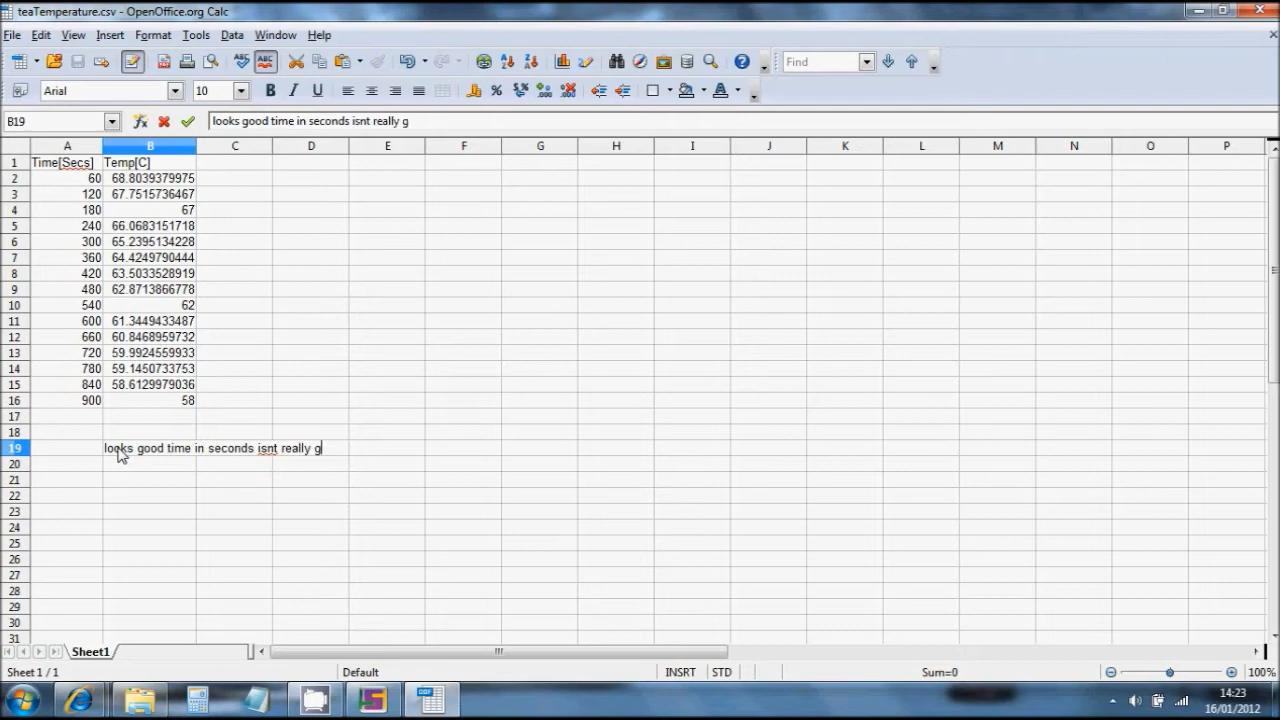 teaTemperature.csv - OpenOffice.org Calc
File Edit View Insert Format Tools Data Window Help
Find
Arial 10
B19 looks good time in seconds isnt really g
A B C D E F G H I J K L M N O P
1 Time[Secs] Temp[C]
2 60 68.8039379975
3 120 67.7515736467
4 180 67
5 240 66.0683151718
6 300 65.2395134228
7 360 64.4249790444
8 420 63.5033528919
9 480 62.8713866778
10 540 62
11 600 61.3449433487
12 660 60.8468959732
13 720 59.9924559933
14 780 59.1450733753
15 840 58.6129979036
16 900 58
17
18
19 looks good time in seconds isnt really g
20
21
22
23
24
25
26
27
28
29
30
31
Sheet1
Sheet 1 / 1 Default INSRT STD Sum=0 100%
14:23
16/01/2012